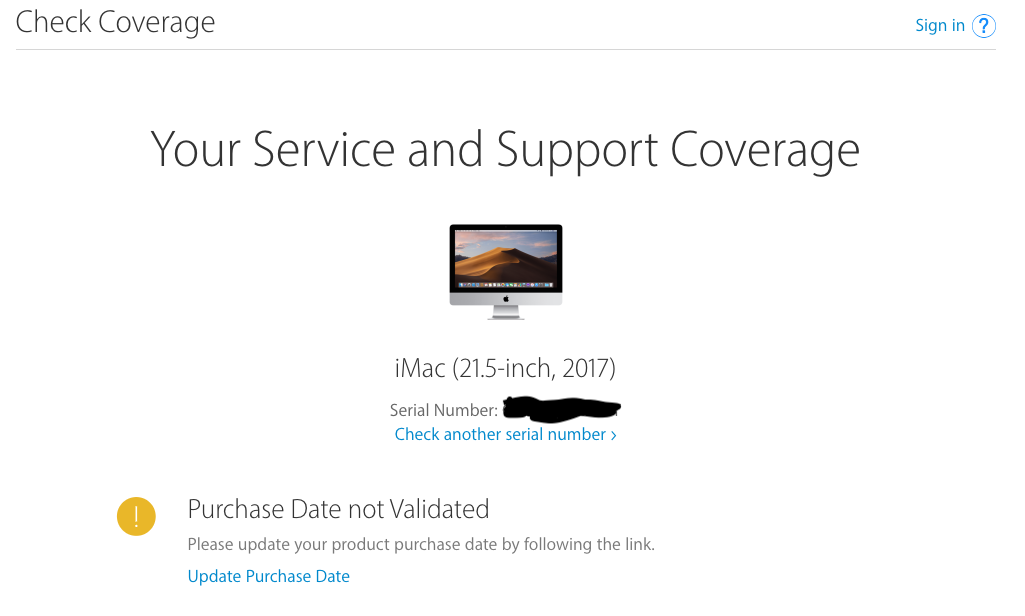 Check Coverage
Sign in ?
Your Service and Support Coverage
iMac (21.5-inch, 2017)
Serial Number:
Check another serial number ›
! Purchase Date not Validated
Please update your product purchase date by following the link.
Update Purchase Date